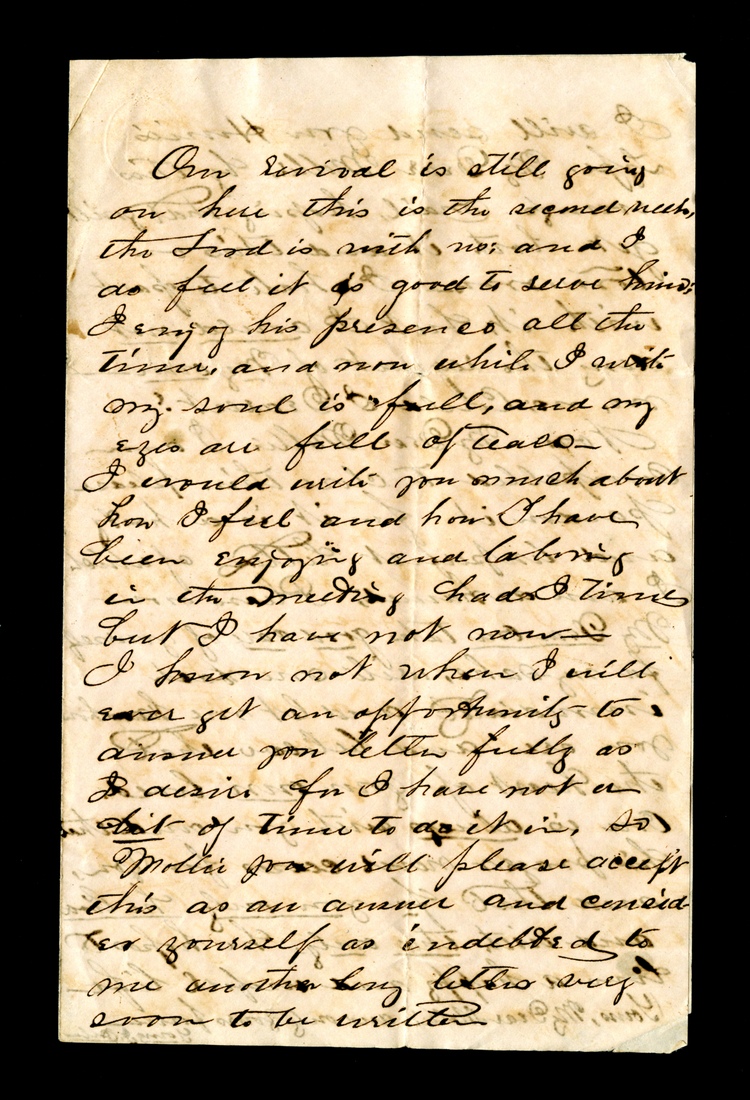 Our revival is still going
on here this is the second week,
the Lord is with us; and I
do feel it is good to serve him;
I enjoy his presence all the
time, and now while I write
my soul is full, and my
eyes are full of tears—
I would write you much about
how I feel and how I have
been enjoying and laboring
in the meeting had I time
but I have not now—
I know not when I will
ever get an opportunity to
answer you letter fully as
I desire for I have not a
bit of time to do it in, so
Mollie you will please accept
this as an answer and consid-
er yourself as indebted to
me another long letter very
soon to be written